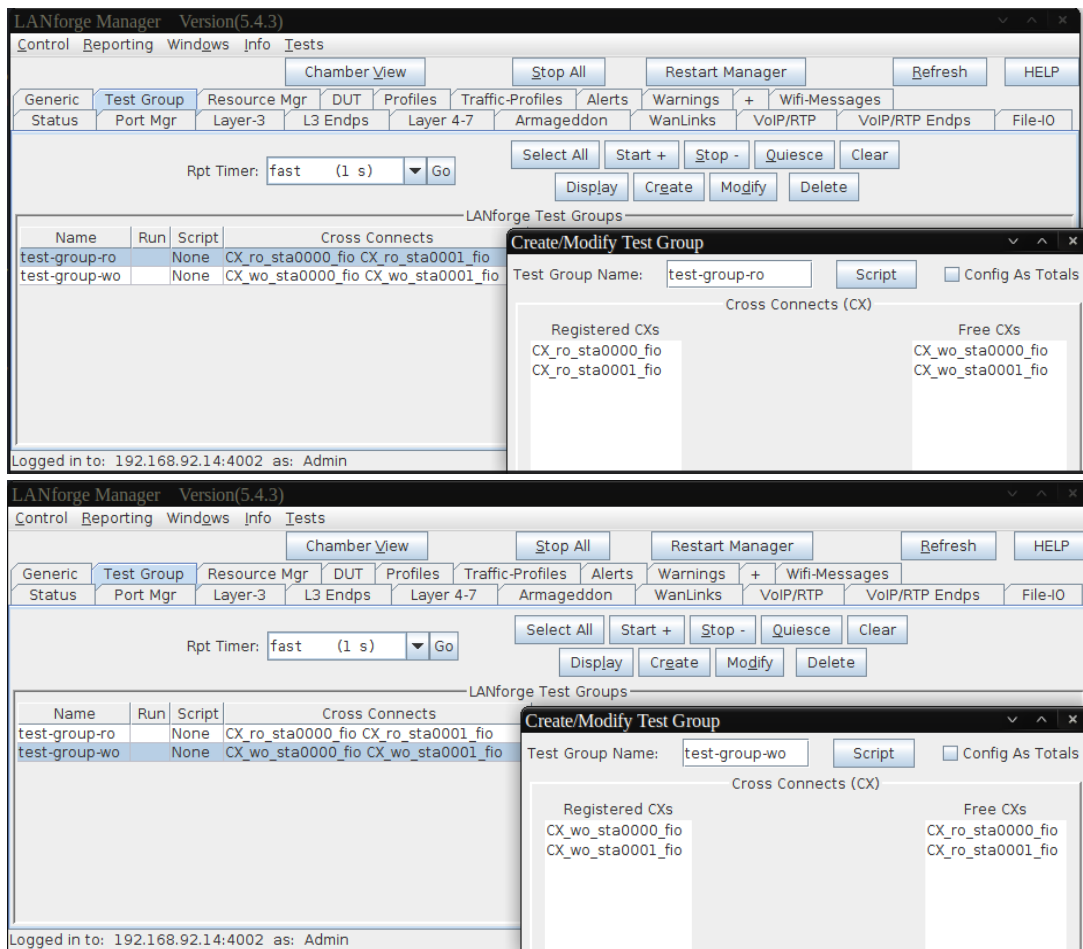 LANforge Manager Version(5.4.3)
Control Reporting Windows Info Tests
Chamber View Stop All Restart Manager Refresh HELP
Generic Test Group Resource Mgr DUT Profiles Traffic-Profiles Alerts Warnings + Wifi-Messages
Status Port Mgr Layer-3 L3 Endps Layer 4-7 Armageddon WanLinks VoIP/RTP VoIP/RTP Endps File-IO
Select All Start + Stop - Quiesce Clear
Rpt Timer: fast (1 s) Go
Display Create Modify Delete
LANforge Test Groups
Name Run Script Cross Connects
test-group-ro None CX_ro_sta0000_fio CX_ro_sta0001_fio
test-group-wo None CX_wo_sta0000_fio CX_wo_sta0001_fio
Create/Modify Test Group
Test Group Name: test-group-ro Script Config As Totals
Cross Connects (CX)
Registered CXs Free CXs
CX_ro_sta0000_fio CX_wo_sta0000_fio
CX_ro_sta0001_fio CX_wo_sta0001_fio
Logged in to: 192.168.92.14:4002 as: Admin
LANforge Manager Version(5.4.3)
Control Reporting Windows Info Tests
Chamber View Stop All Restart Manager Refresh HELP
Generic Test Group Resource Mgr DUT Profiles Traffic-Profiles Alerts Warnings + Wifi-Messages
Status Port Mgr Layer-3 L3 Endps Layer 4-7 Armageddon WanLinks VoIP/RTP VoIP/RTP Endps File-IO
Select All Start + Stop - Quiesce Clear
Rpt Timer: fast (1 s) Go
Display Create Modify Delete
LANforge Test Groups
Name Run Script Cross Connects
test-group-ro None CX_ro_sta0000_fio CX_ro_sta0001_fio
test-group-wo None CX_wo_sta0000_fio CX_wo_sta0001_fio
Create/Modify Test Group
Test Group Name: test-group-wo Script Config As Totals
Cross Connects (CX)
Registered CXs Free CXs
CX_wo_sta0000_fio CX_ro_sta0000_fio
CX_wo_sta0001_fio CX_ro_sta0001_fio
Logged in to: 192.168.92.14:4002 as: Admin